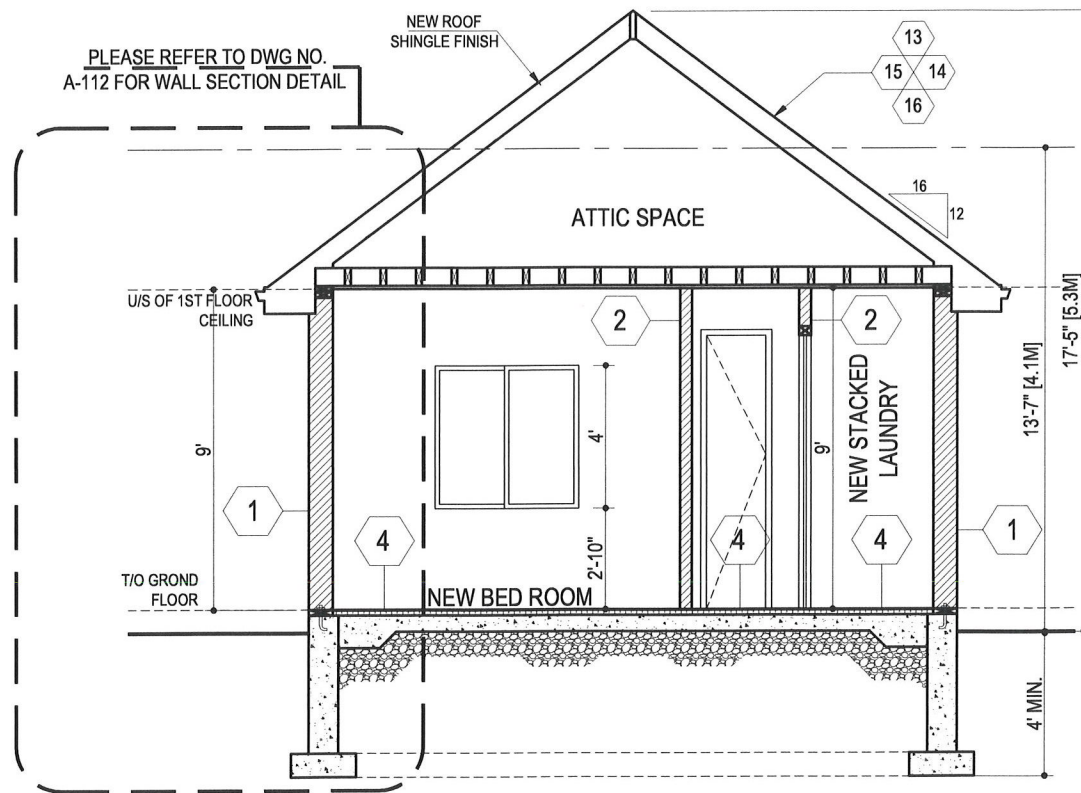 NEW ROOF
SHINGLE FINISH
PLEASE REFER TO DWG NO.
A-112 FOR WALL SECTION DETAIL
13
15
14
16
16
12
ATTIC SPACE
U/S OF 1ST FLOOR
CEILING
2
2
17'-5" [5.3M]
13'-7" [4.1M]
9'
4'
9'
NEW STACKED
LAUNDRY
1
1
4
4
4
2'-10"
T/O GROND
FLOOR
NEW BED ROOM
4' MIN.